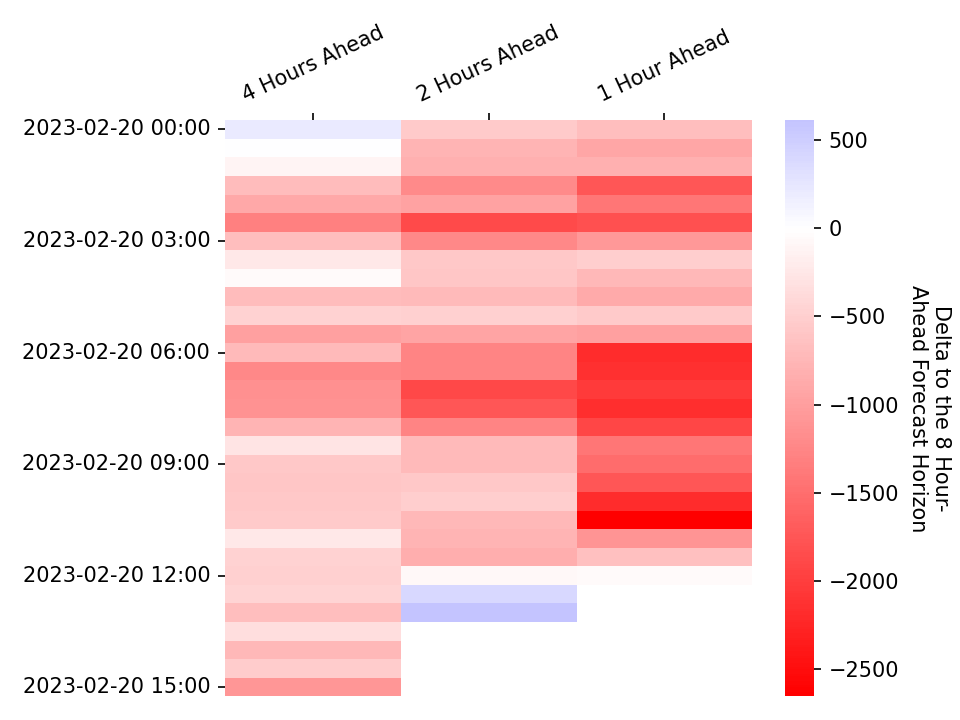 4 Hours Ahead
2 Hours Ahead
1 Hour Ahead
2023-02-20 00:00
2023-02-20 03:00
2023-02-20 06:00
2023-02-20 09:00
2023-02-20 12:00
2023-02-20 15:00
500
0
−500
−1000
−1500
−2000
−2500
Delta to the 8 Hour-
Ahead Forecast Horizon